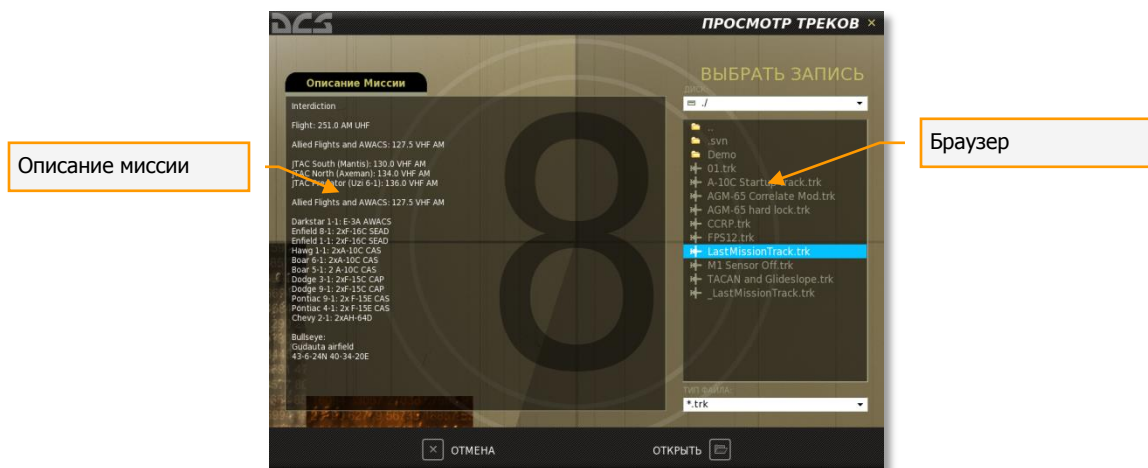 DCS
ПРОСМОТР ТРЕКОВ ×
ВЫБРАТЬ ЗАПИСЬ
Описание Миссии
ДИСК:
./
Interdiction
Flight: 251.0 AM UHF
Allied Flights and AWACS: 127.5 VHF AM
JTAC South (Mantis): 130.0 VHF AM
JTAC North (Axeman): 134.0 VHF AM
JTAC Predator (Uzi 6-1): 136.0 VHF AM
Allied Flights and AWACS: 127.5 VHF AM
Darkstar 1-1: E-3A AWACS
Enfield 8-1: 2xF-16C SEAD
Enfield 1-1: 2xF-16C SEAD
Hawg 1-1: 2xA-10C CAS
Boar 6-1: 2xA-10C CAS
Boar 5-1: 2 A-10C CAS
Dodge 3-1: 2xF-15C CAP
Dodge 9-1: 2xF-15C CAP
Pontiac 9-1: 2x F-15E CAS
Pontiac 4-1: 2x F-15E CAS
Chevy 2-1: 2xAH-64D
Bullseye:
Gudauta airfield
43-6-24N 40-34-20E
8
..
.svn
Demo
01.trk
A-10C Startup Track.trk
AGM-65 Correlate Mod.trk
AGM-65 hard lock.trk
CCRP.trk
FPS12.trk
LastMissionTrack.trk
M1 Sensor Off.trk
TACAN and Glideslope.trk
_LastMissionTrack.trk
ТИП ФАЙЛА:
*.trk
ОТМЕНА
ОТКРЫТЬ
Описание миссии
Браузер